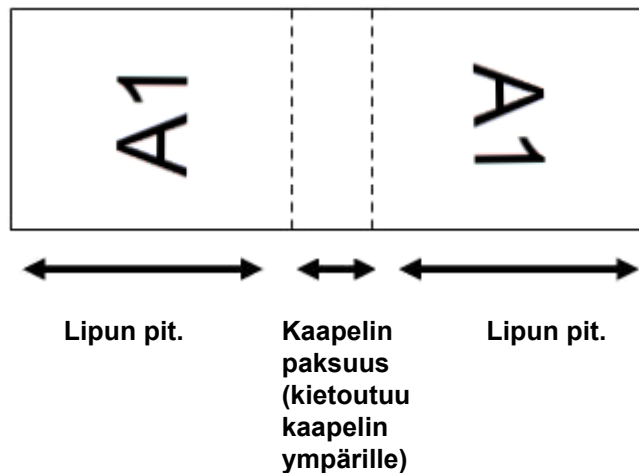 A1
A1
Lipun pit.
Kaapelin
paksuus
(kietoutuu
kaapelin
ympärille)
Lipun pit.